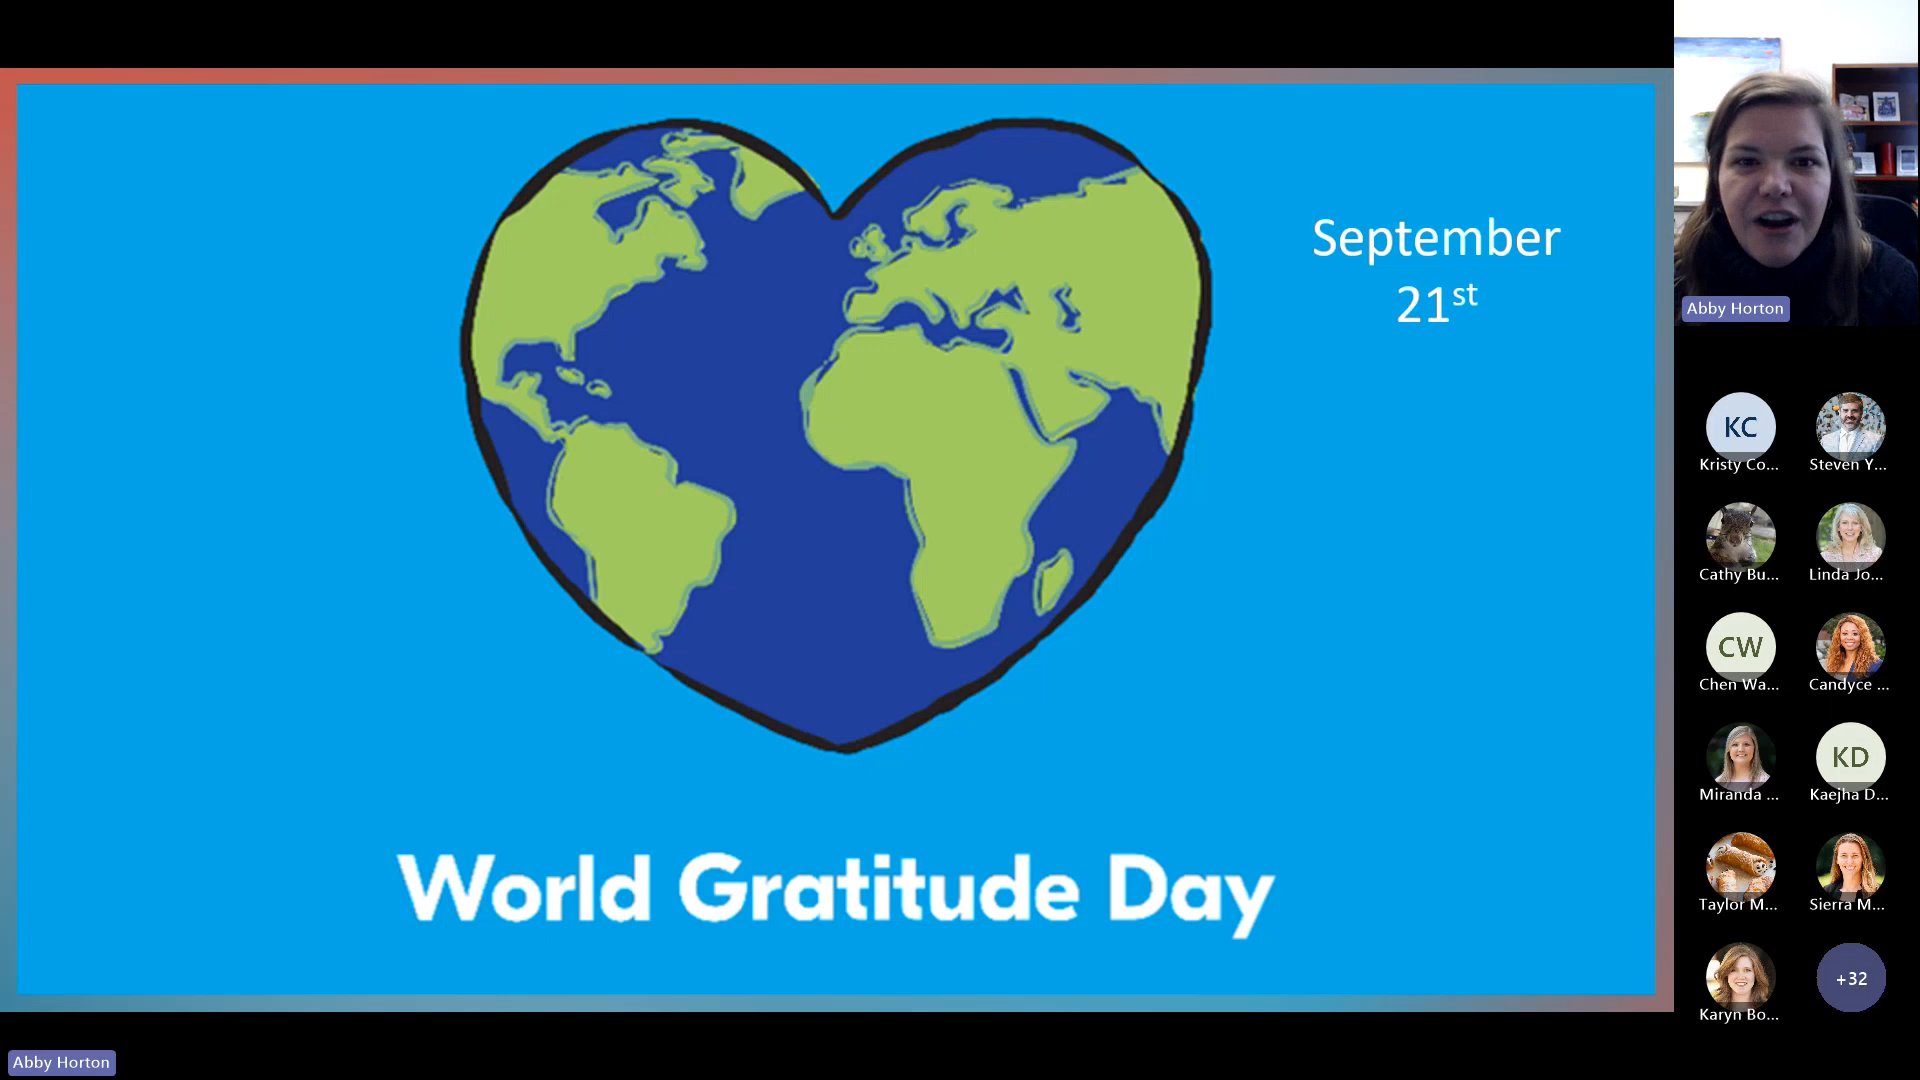 September
21st
World Gratitude Day
Abby Horton
KC
Kristy Co...
Steven Y...
Cathy Bu...
Linda Jo...
CW
Chen Wa...
Candyce ...
Miranda ...
KD
Kaejha D...
Taylor M...
Sierra M...
Karyn Bo...
+32
Abby Horton